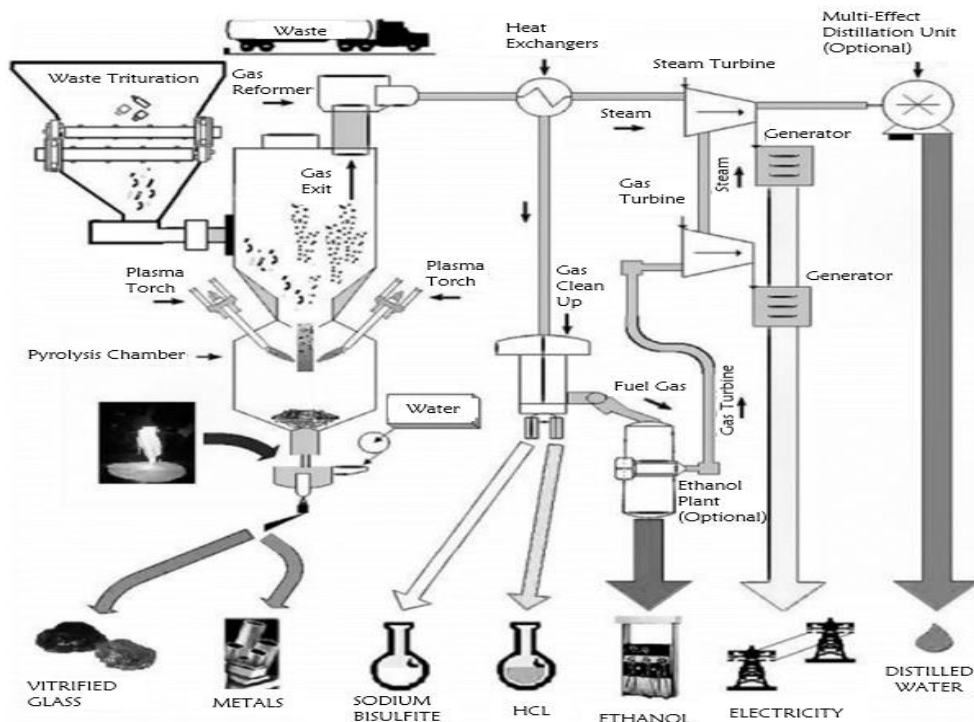 Waste
Heat
Exchangers
Multi-Effect
Distillation Unit
(Optional)
Waste Trituration
Gas
Reformer
Steam Turbine
Steam
Generator
Gas
Exit
Steam
Gas
Turbine
Plasma
Torch
Plasma
Torch
Gas
Clean
Up
Generator
Pyrolysis Chamber
Fuel Gas
Gas Turbine
Water
Ethanol
Plant
(Optional)
VITRIFIED
GLASS
METALS
SODIUM
BISULFITE
HCL
ETHANOL
ELECTRICITY
DISTILLED
WATER